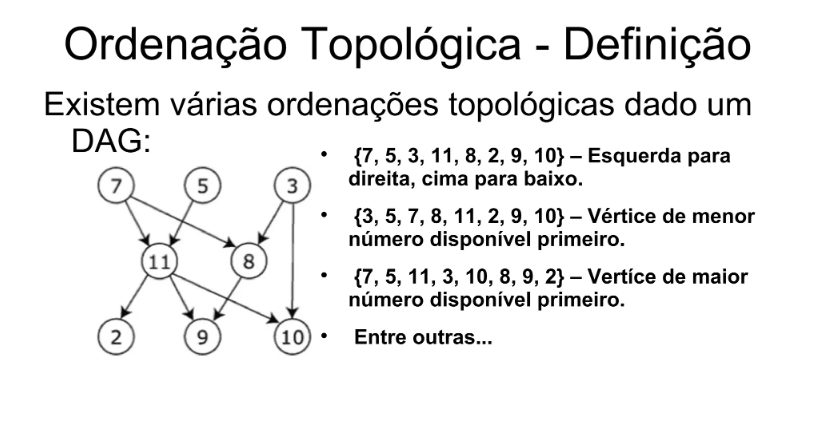 Ordenação Topológica - Definição
Existem várias ordenações topológicas dado um
DAG:
7
5
3
11
8
2
9
10
• {7, 5, 3, 11, 8, 2, 9, 10} – Esquerda para
direita, cima para baixo.
• {3, 5, 7, 8, 11, 2, 9, 10} – Vértice de menor
número disponível primeiro.
• {7, 5, 11, 3, 10, 8, 9, 2} – Vertíce de maior
número disponível primeiro.
• Entre outras...